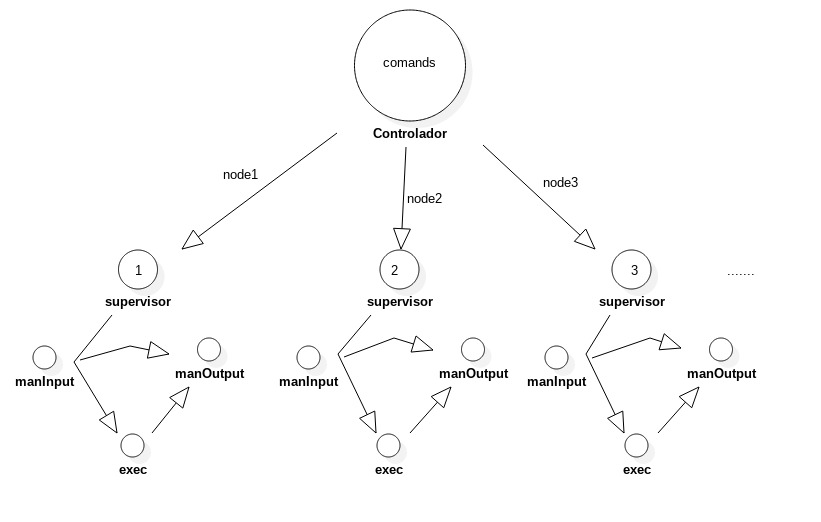 comands
Controlador
node1
node2
node3
1
supervisor
2
supervisor
3
supervisor
.......
manInput
manOutput
exec
manInput
manOutput
exec
manInput
manOutput
exec